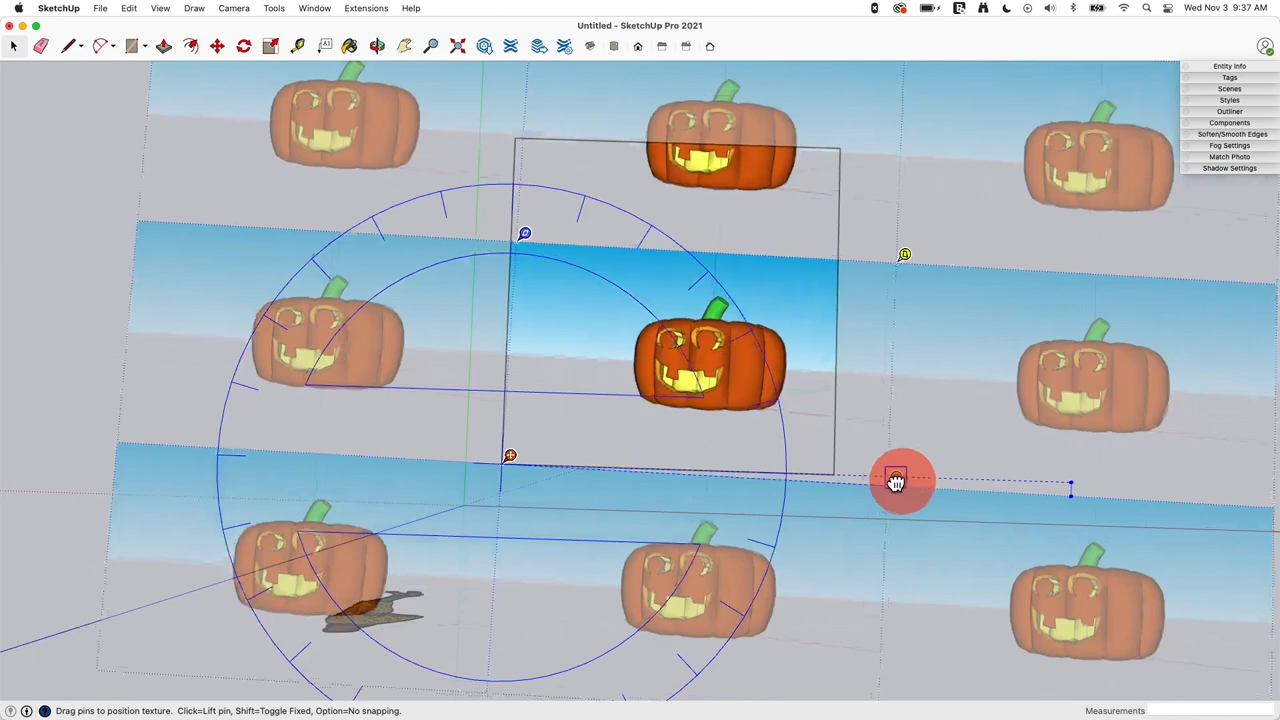 SketchUp File Edit View Draw Camera Tools Window Extensions Help Wed Nov 3 9:37 AM
Untitled - SketchUp Pro 2021
A1
Entity Info
Tags
Scenes
Styles
Outliner
Components
Soften/Smooth Edges
Fog Settings
Match Photo
Shadow Settings
Drag pins to position texture. Click=Lift pin, Shift=Toggle Fixed, Option=No snapping. Measurements